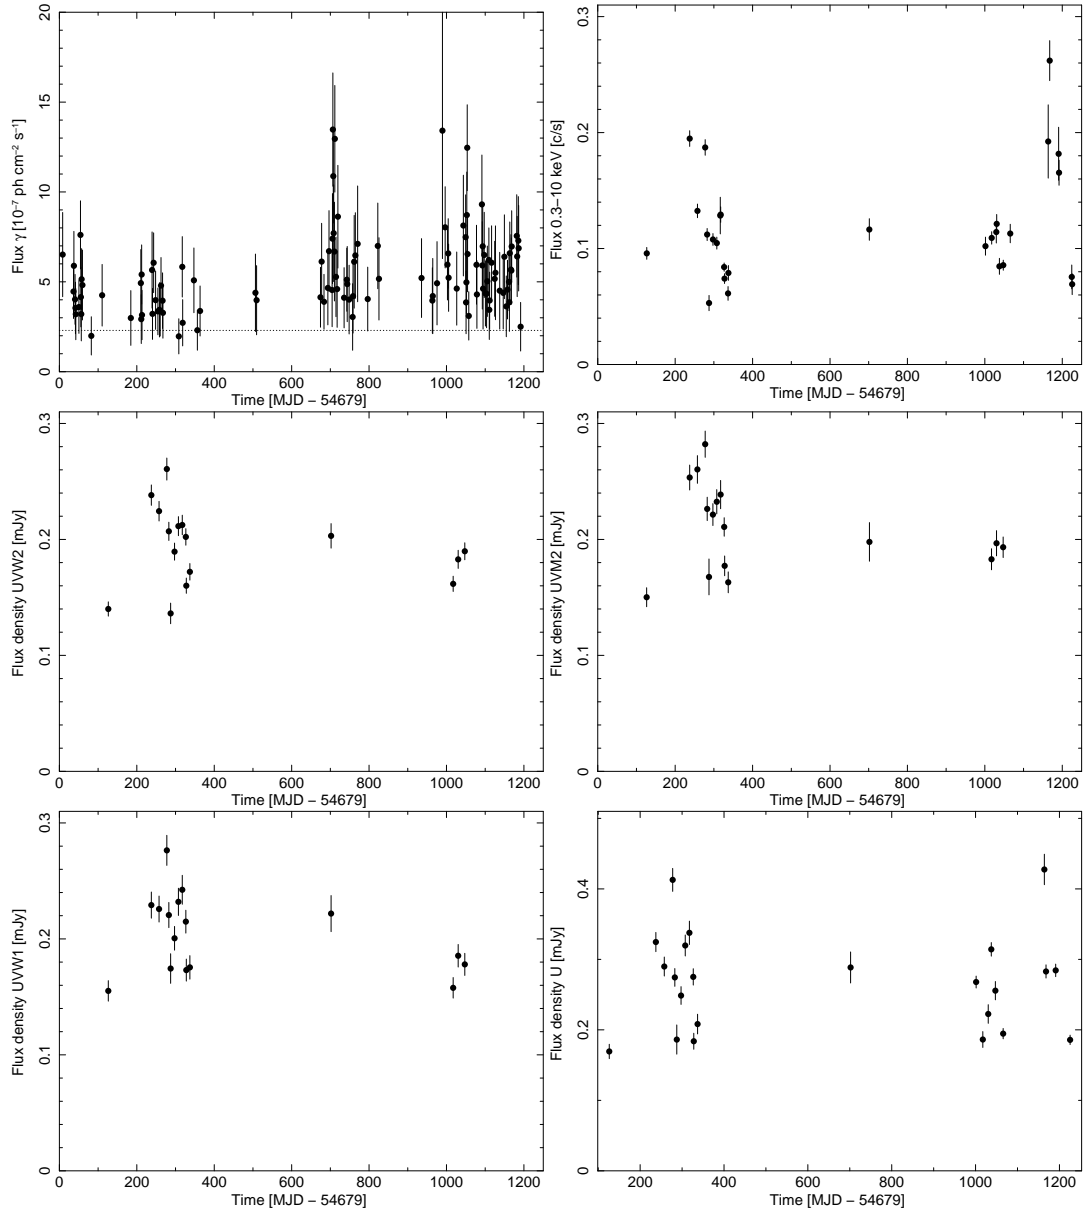 20
15
10
5
0
0 200 400 600 800 1000 1200
Flux γ [10⁻⁷ ph cm⁻² s⁻¹]
Time [MJD − 54679]
0.3
0.2
0.1
0
0 200 400 600 800 1000 1200
Flux 0.3−10 keV [c/s]
Time [MJD − 54679]
0.3
0.2
0.1
0
0 200 400 600 800 1000 1200
Flux density UVW2 [mJy]
Time [MJD − 54679]
0.3
0.2
0.1
0
0 200 400 600 800 1000 1200
Flux density UVM2 [mJy]
Time [MJD − 54679]
0.3
0.2
0.1
0
0 200 400 600 800 1000 1200
Flux density UVW1 [mJy]
Time [MJD − 54679]
0.4
0.2
0
200 400 600 800 1000 1200
Flux density U [mJy]
Time [MJD − 54679]